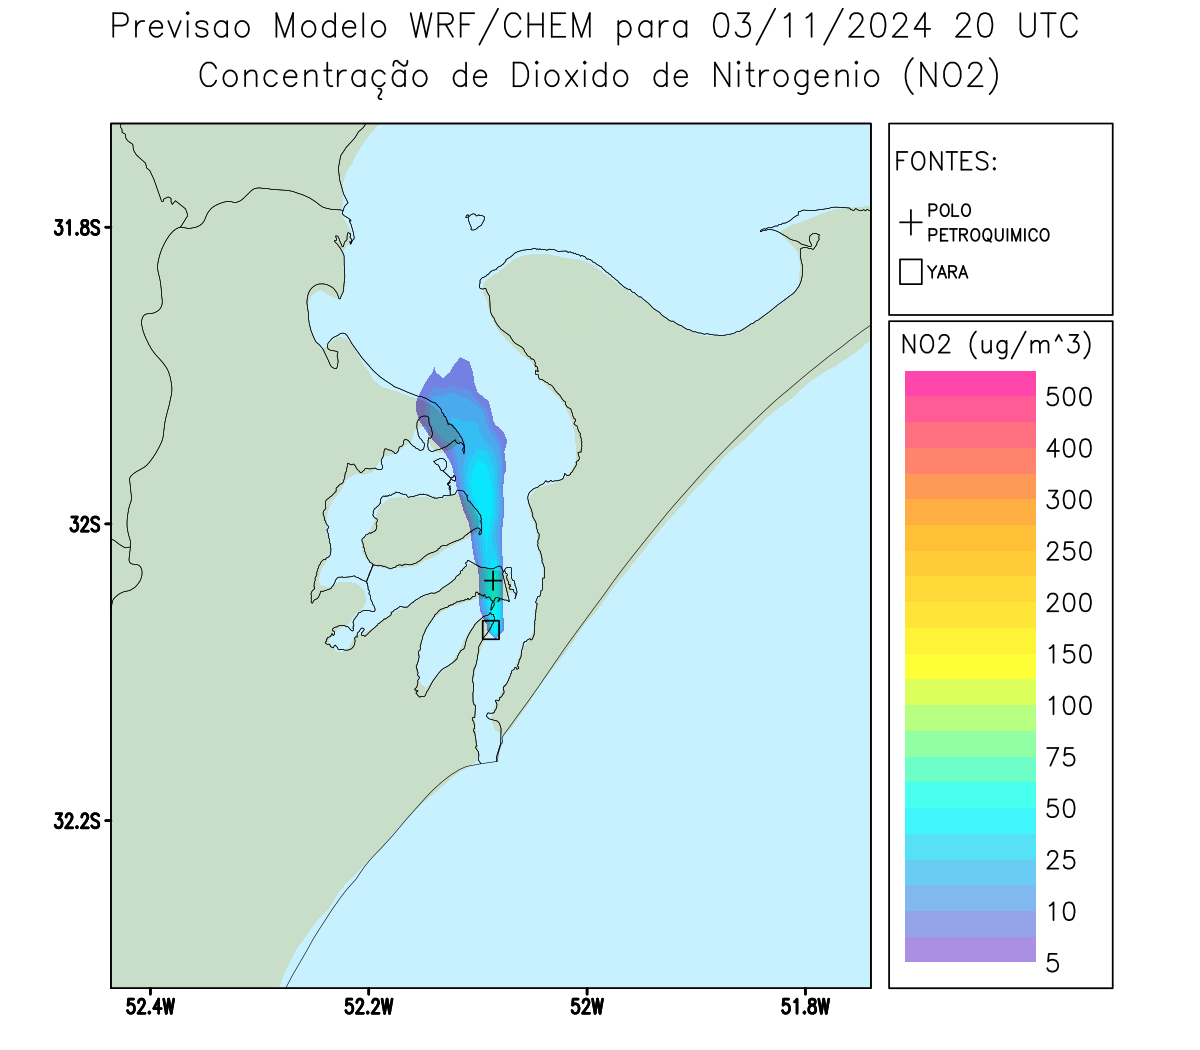 Previsao Modelo WRF/CHEM para 03/11/2024 20 UTC
Concentração de Dioxido de Nitrogenio (NO2)
FONTES:
POLO
PETROQUIMICO
YARA
NO2 (ug/m^3)
500
400
300
250
200
150
100
75
50
25
10
5
31.8S
32S
32.2S
52.4W
52.2W
52W
51.8W